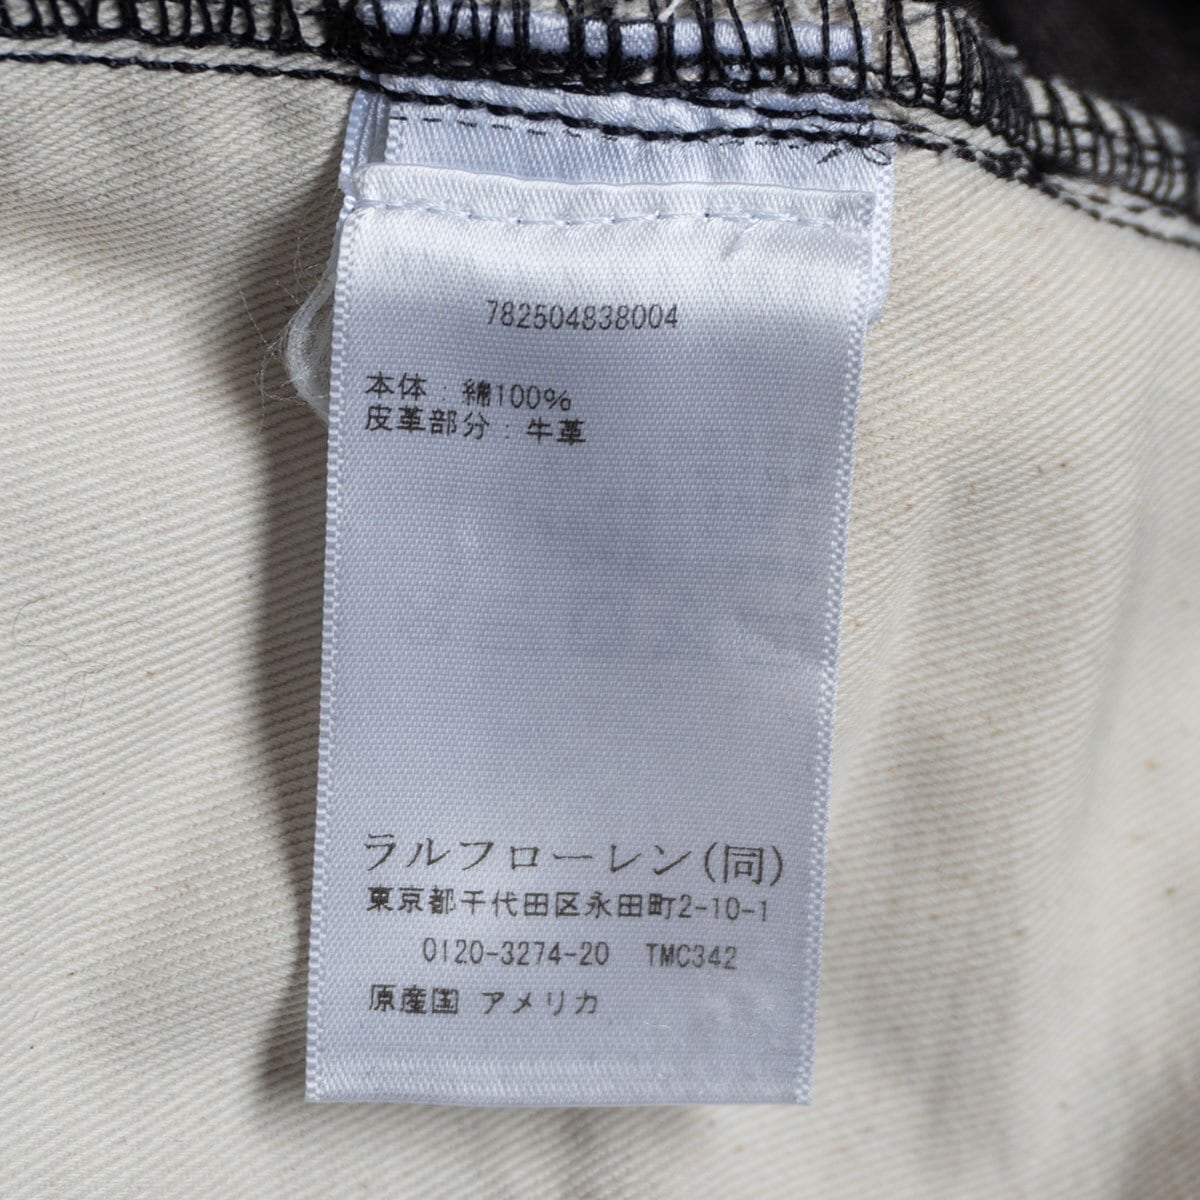 782504838004
本体:綿100%
皮革部分:牛革
ラルフローレン(同)
東京都千代田区永田町2-10-1
0120-3274-20 TMC342
原産国 アメリカ